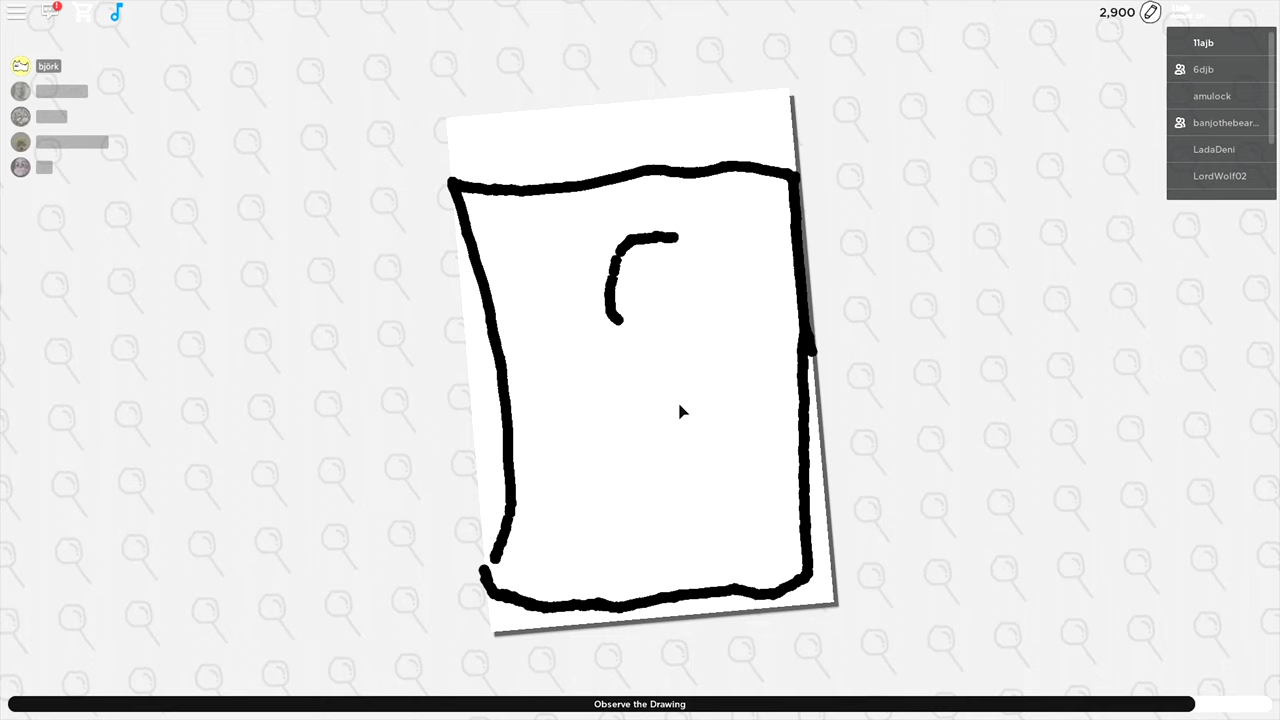 2,900
björk
11ajb
6djb
amulock
banjothebear...
LadaDeni
LordWolf02
Observe the Drawing